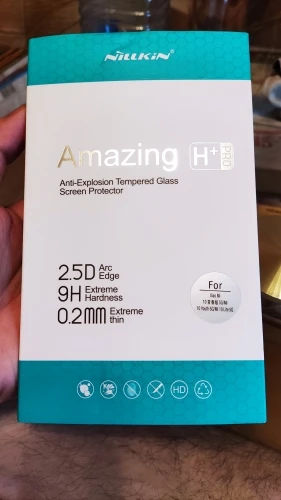 NILLKIN®
Amazing H+ PRO
Anti-Explosion Tempered Glass
Screen Protector
2.5D Arc Edge
9H Extreme Hardness
0.2MM Extreme thin
For
HD